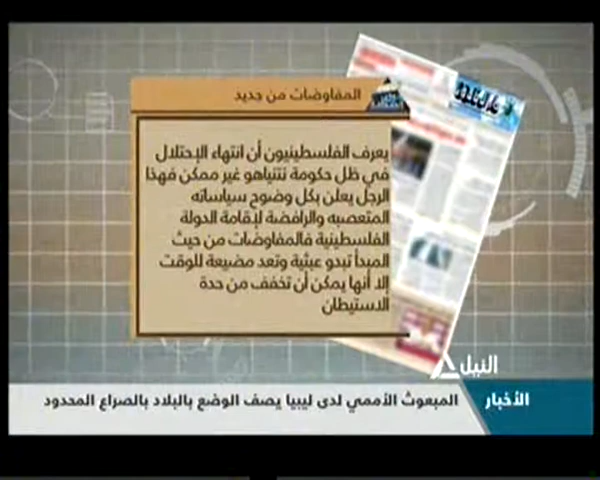 المفاوضات من جديد
يعرف الفلسطينيون أن انتهاء الإحتلال
في ظل حكومة نتنياهو غير ممكن فهذا
الرجل يعلن بكل وضوح سياساته
المتعصبه والرافضة لإقامة الدولة
الفلسطينية فالمفاوضات من حيث
المبدأ تبدو عبثية وتعد مضيعة للوقت
إلا أنها يمكن أن تخفف من حدة
الاستيطان
النيل
الأخبار
المبعوث الأممي لدى ليبيا يصف الوضع بالبلاد بالصراع المحدود